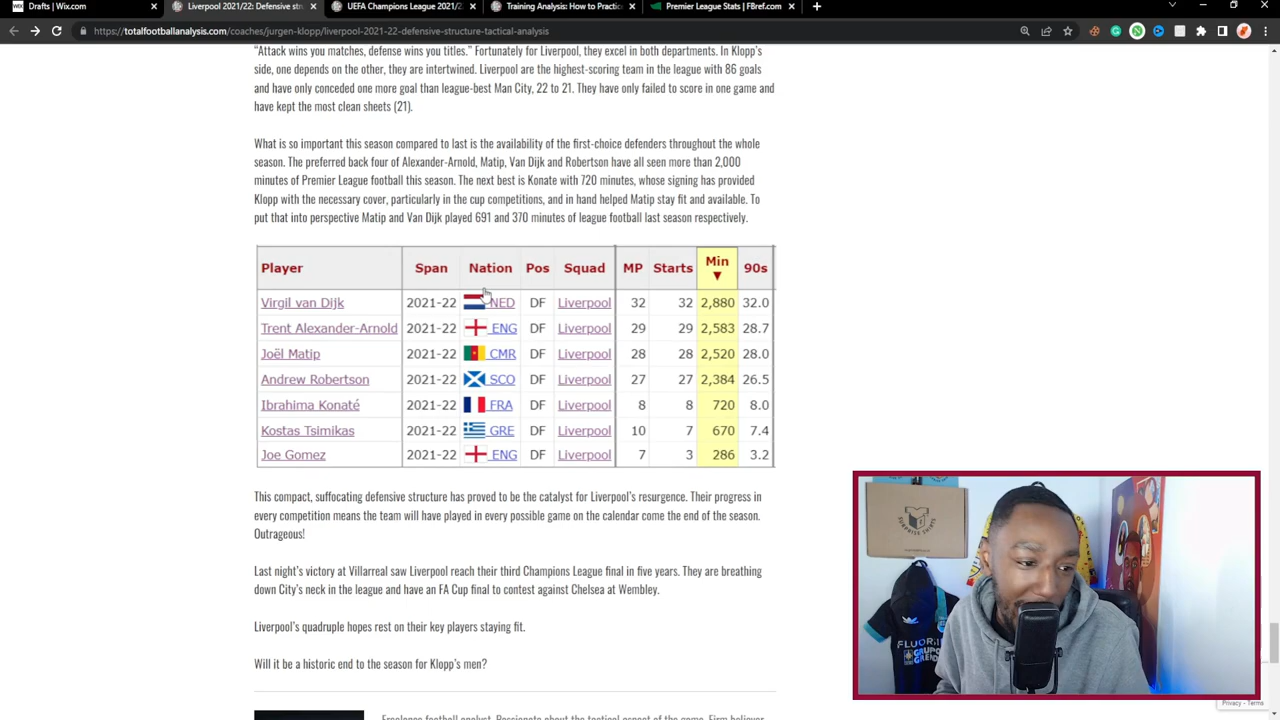 Drafts | Wix.com
Liverpool 2021/22: Defensive str
UEFA Champions League 2021/2
Training Analysis: How to Practic
Premier League Stats | FBref.com
https://totalfootballanalysis.com/coaches/jurgen-klopp/liverpool-2021-22-defensive-structure-tactical-analysis
“Attack wins you matches, defense wins you titles.” Fortunately for Liverpool, they excel in both departments. In Klopp’s
side, one depends on the other, they are intertwined. Liverpool are the highest-scoring team in the league with 86 goals
and have only conceded one more goal than league-best Man City, 22 to 21. They have only failed to score in one game and
have kept the most clean sheets (21).
What is so important this season compared to last is the availability of the first-choice defenders throughout the whole
season. The preferred back four of Alexander-Arnold, Matip, Van Dijk and Robertson have all seen more than 2,000
minutes of Premier League football this season. The next best is Konate with 720 minutes, whose signing has provided
Klopp with the necessary cover, particularly in the cup competitions, and in hand helped Matip stay fit and available. To
put that into perspective Matip and Van Dijk played 691 and 370 minutes of league football last season respectively.
Player Span Nation Pos Squad MP Starts Min ▼ 90s
Virgil van Dijk 2021-22 NED DF Liverpool 32 32 2,880 32.0
Trent Alexander-Arnold 2021-22 ENG DF Liverpool 29 29 2,583 28.7
Joël Matip 2021-22 CMR DF Liverpool 28 28 2,520 28.0
Andrew Robertson 2021-22 SCO DF Liverpool 27 27 2,384 26.5
Ibrahima Konaté 2021-22 FRA DF Liverpool 8 8 720 8.0
Kostas Tsimikas 2021-22 GRE DF Liverpool 10 7 670 7.4
Joe Gomez 2021-22 ENG DF Liverpool 7 3 286 3.2
This compact, suffocating defensive structure has proved to be the catalyst for Liverpool’s resurgence. Their progress in
every competition means the team will have played in every possible game on the calendar come the end of the season.
Outrageous!
Last night’s victory at Villarreal saw Liverpool reach their third Champions League final in five years. They are breathing
down City’s neck in the league and have an FA Cup final to contest against Chelsea at Wembley.
Liverpool’s quadruple hopes rest on their key players staying fit.
Will it be a historic end to the season for Klopp’s men?
Freelance football analyst. Passionate about the tactical aspect of the game. Firm believer
SURPRISE SHIRTS
FLUORI
GRUPO
Privacy - Terms